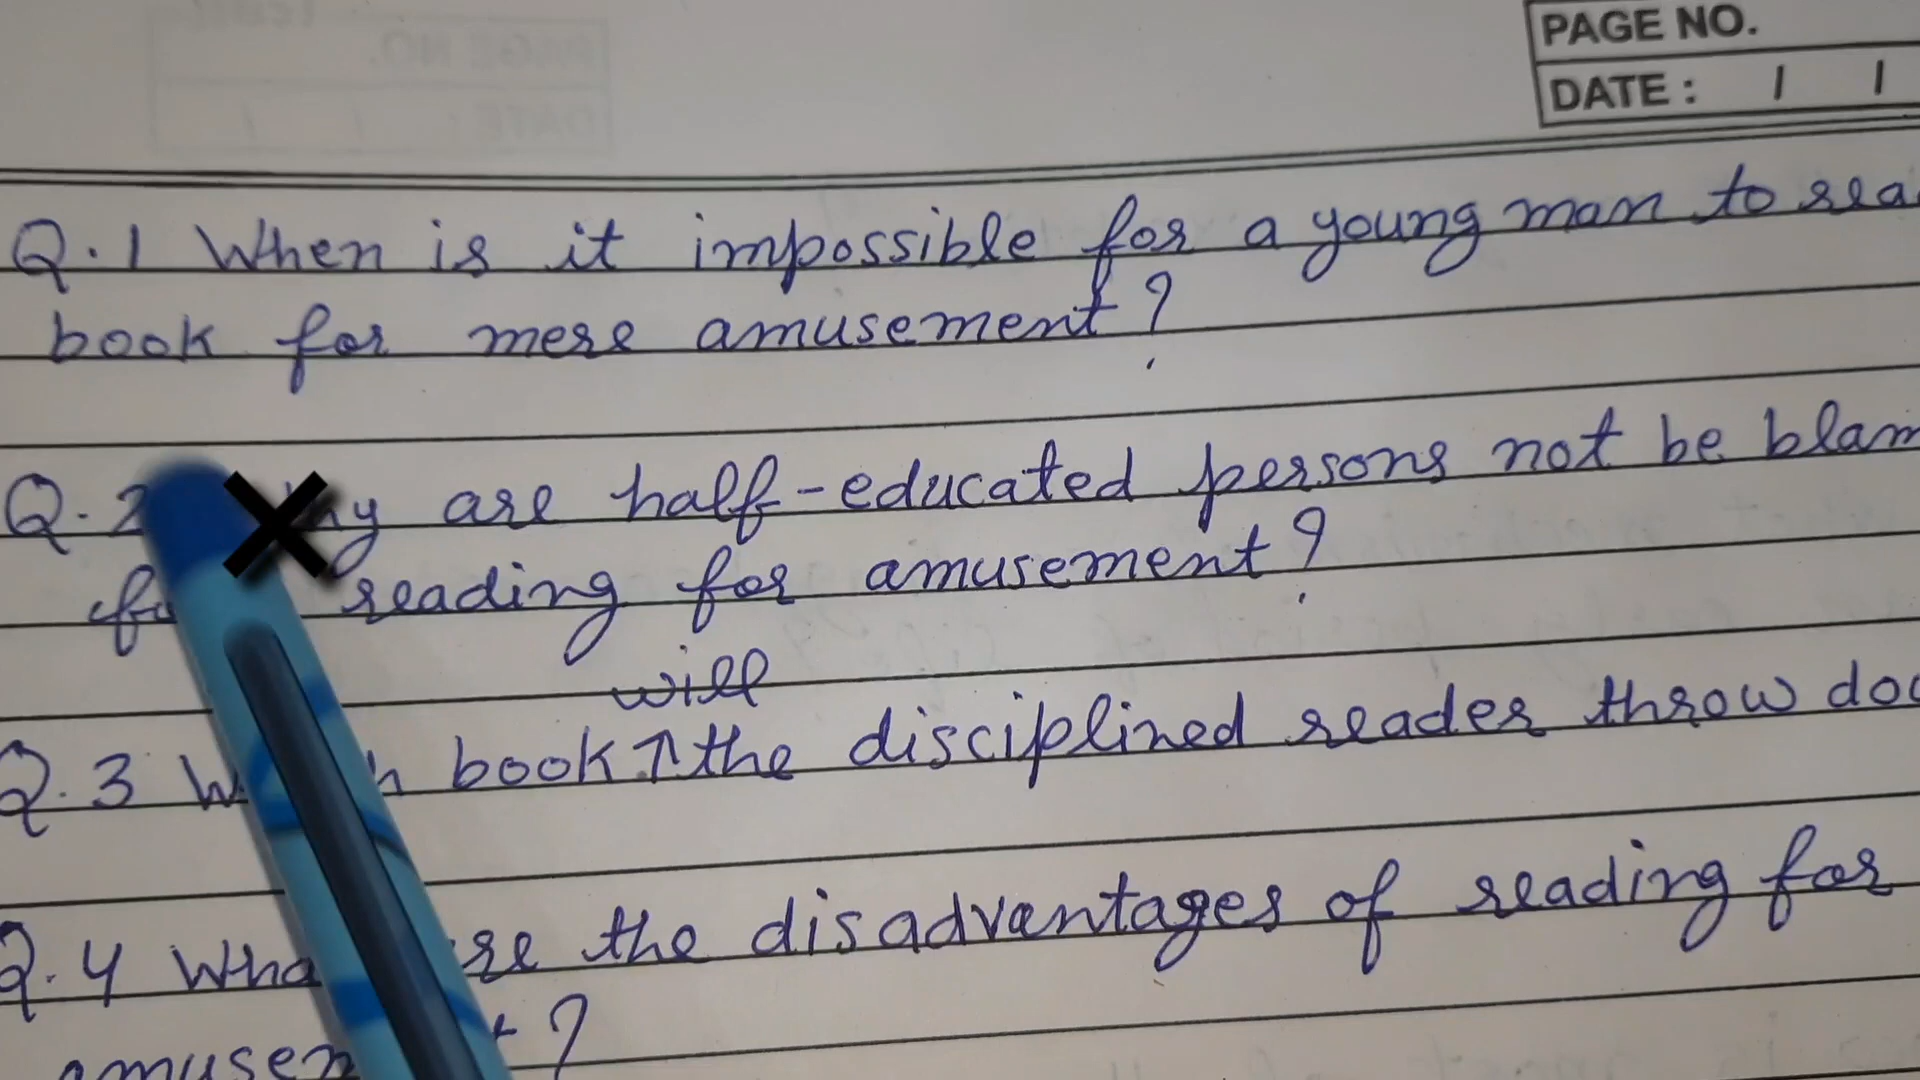 PAGE NO.
DATE : / /
Q.1 When is it impossible for a young man to
book for mere amusement?
Q. are half-educated persons not be
reading for amusement?
will
Q.3 book ↑ the disciplined reader throw
Q.4 the disadvantages of reading for
?